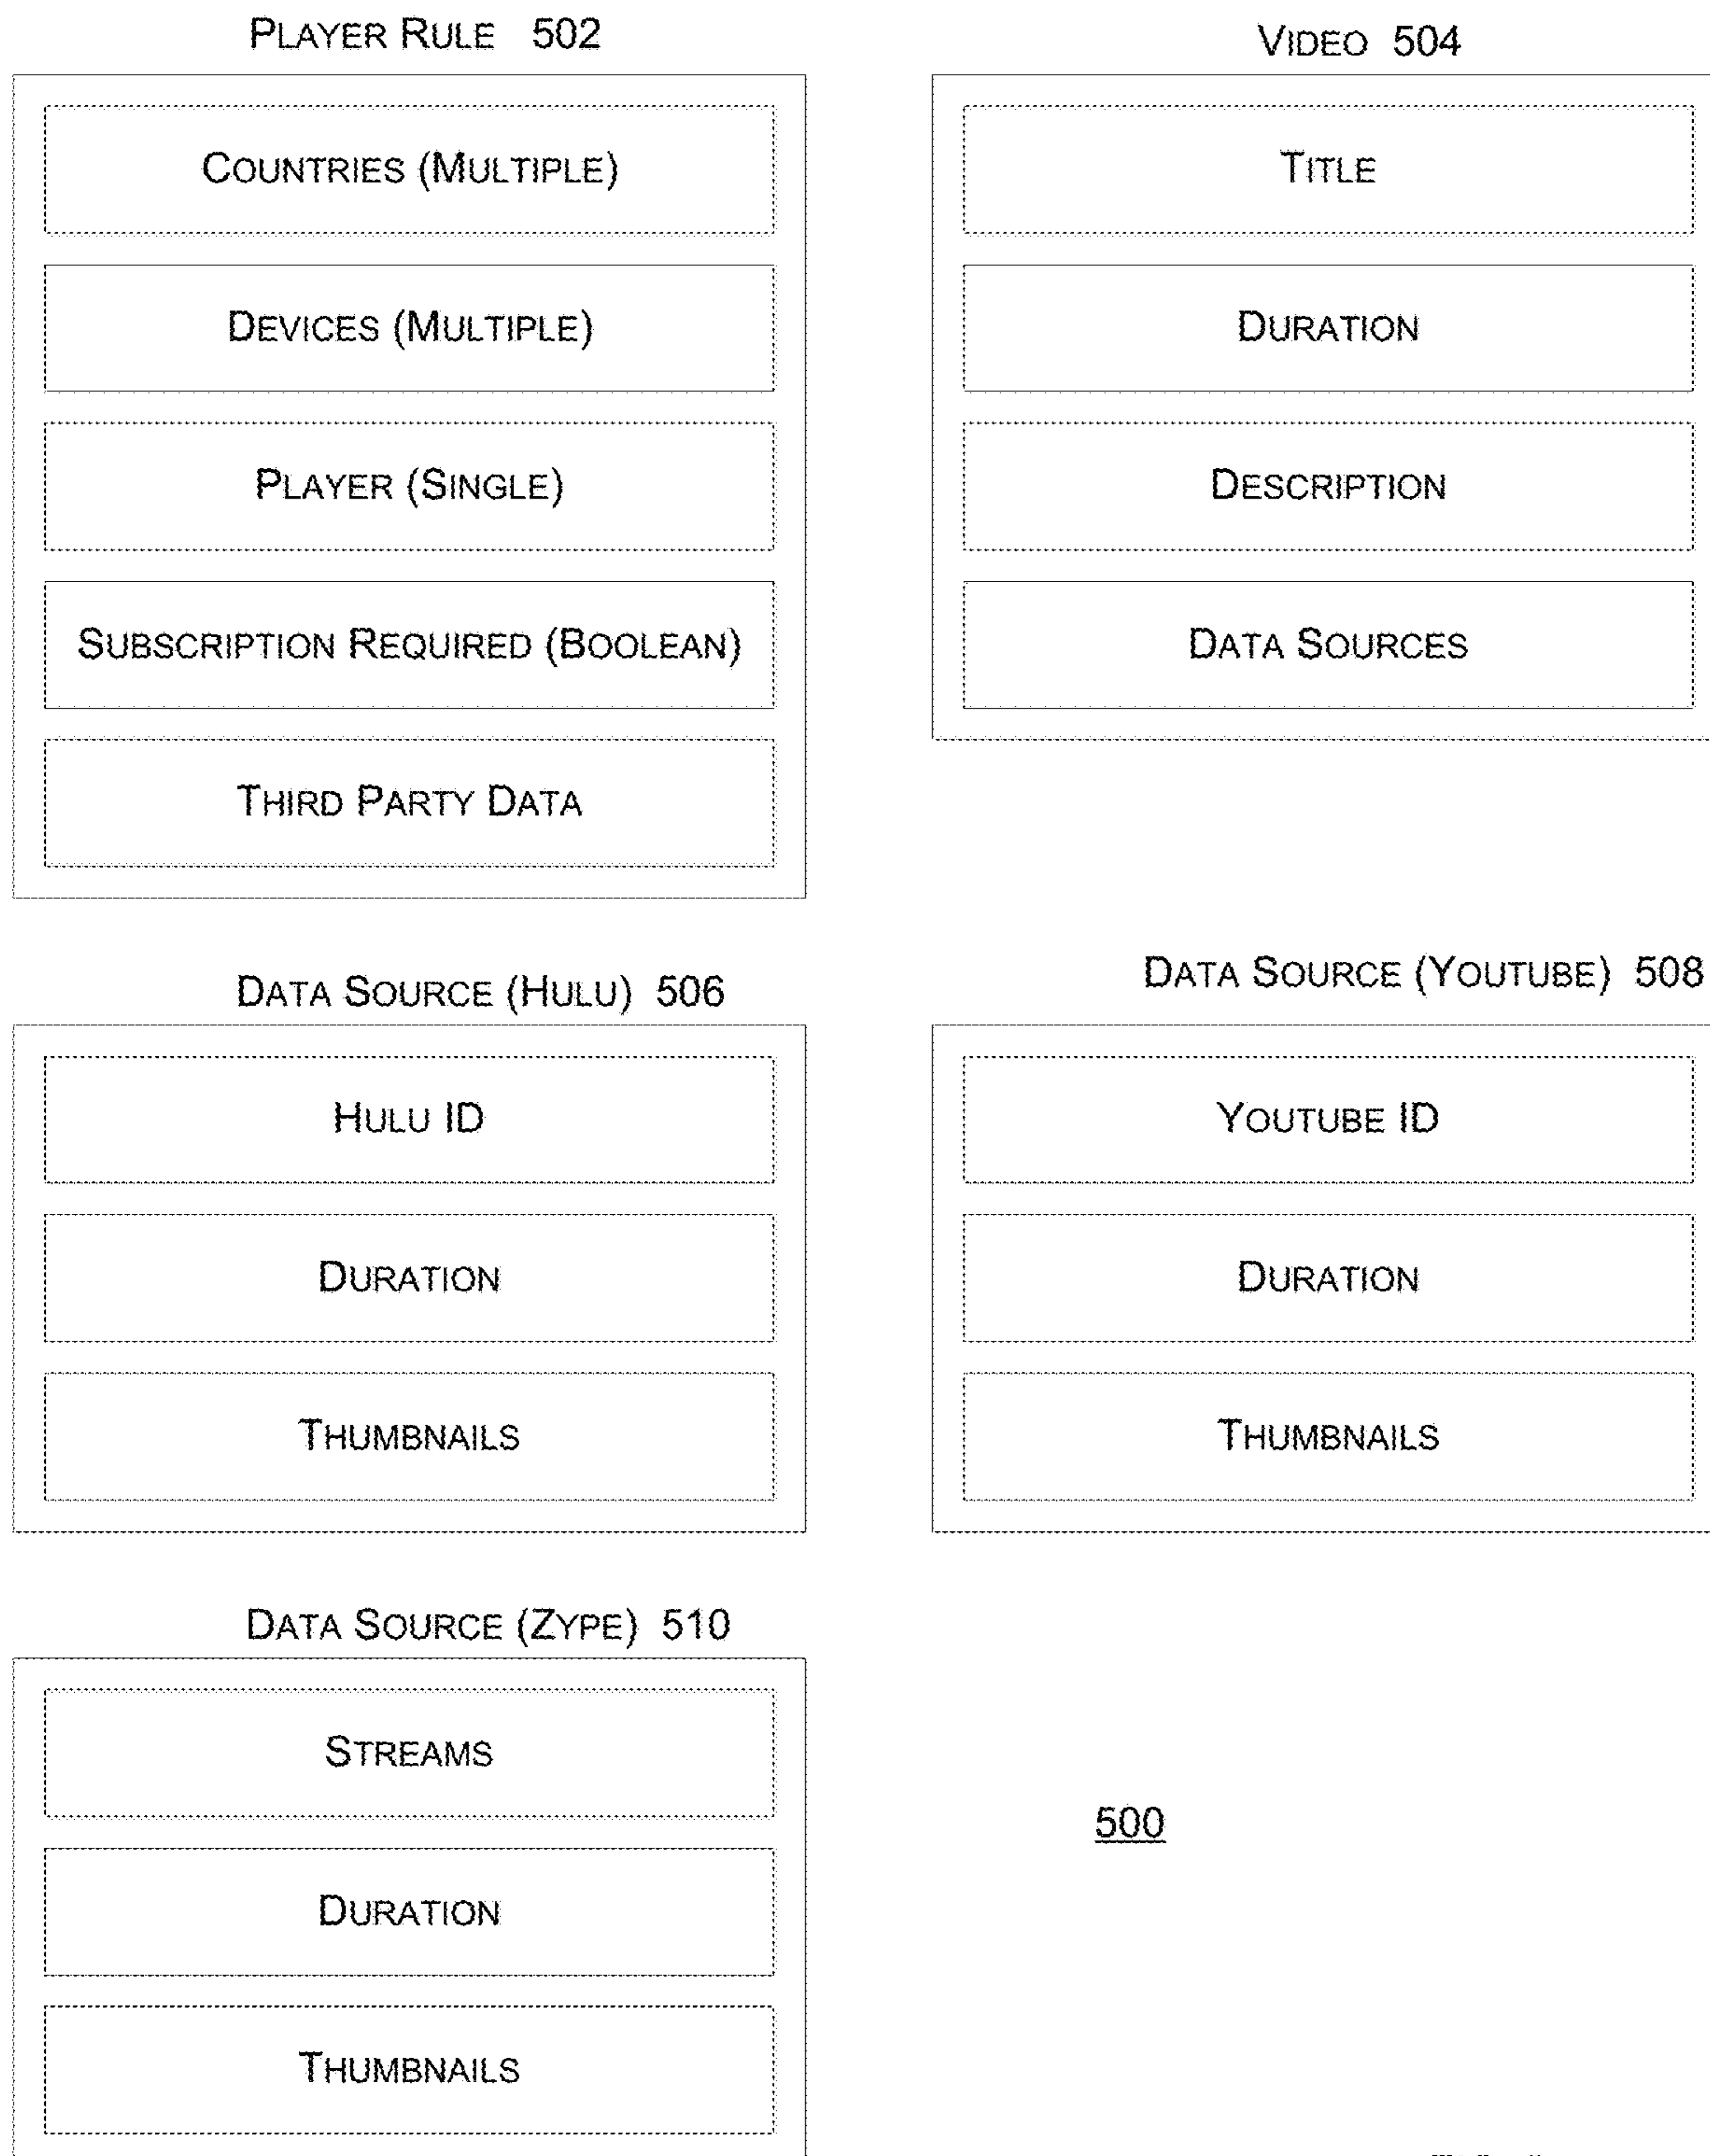 PLAYER RULE 502
COUNTRIES (MULTIPLE)
DEVICES (MULTIPLE)
PLAYER (SINGLE)
SUBSCRIPTION REQUIRED (BOOLEAN)
THIRD PARTY DATA
VIDEO 504
TITLE
DURATION
DESCRIPTION
DATA SOURCES
DATA SOURCE (HULU) 506
HULU ID
DURATION
THUMBNAILS
DATA SOURCE (YOUTUBE) 508
YOUTUBE ID
DURATION
THUMBNAILS
DATA SOURCE (ZYPE) 510
STREAMS
DURATION
THUMBNAILS
500